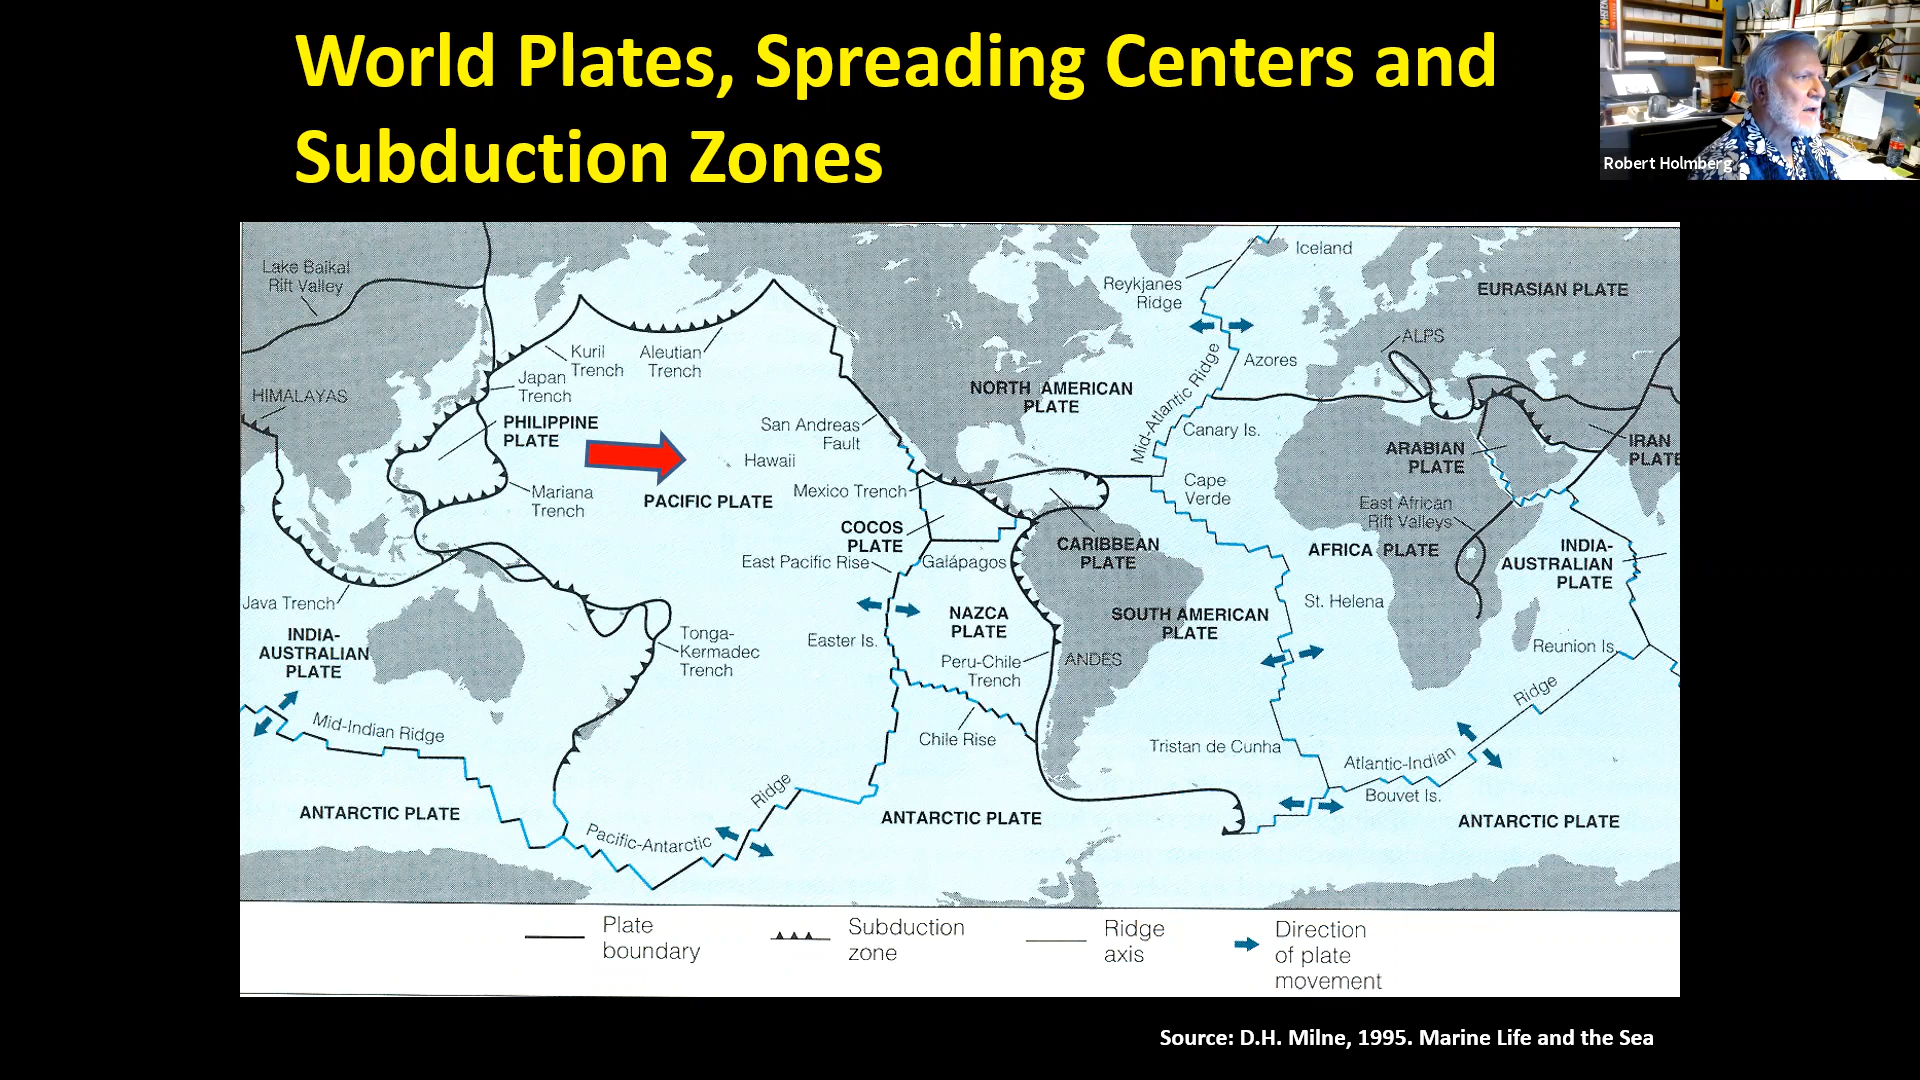 World Plates, Spreading Centers and
Subduction Zones
Robert Holmberg
Lake Baikal
Rift Valley
HIMALAYAS
Kuril
Trench
Aleutian
Trench
Japan
Trench
PHILIPPINE
PLATE
Mariana
Trench
Hawaii
PACIFIC PLATE
San Andreas
Fault
Mexico Trench
COCOS
PLATE
East Pacific Rise
Galápagos
Java Trench
INDIA-
AUSTRALIAN
PLATE
Mid-Indian Ridge
Tonga-
Kermadec
Trench
Easter Is.
NAZCA
PLATE
Peru-Chile
Trench
ANDES
Chile Rise
ANTARCTIC PLATE
Pacific-Antarctic
Ridge
ANTARCTIC PLATE
NORTH AMERICAN
PLATE
Reykjanes
Ridge
Iceland
EURASIAN PLATE
Mid-Atlantic Ridge
Azores
ALPS
Canary Is.
Cape
Verde
ARABIAN
PLATE
IRAN
PLATE
East African
Rift Valleys
CARIBBEAN
PLATE
AFRICA PLATE
INDIA-
AUSTRALIAN
PLATE
SOUTH AMERICAN
PLATE
St. Helena
Reunion Is.
Tristan de Cunha
Atlantic-Indian
Ridge
Bouvet Is.
ANTARCTIC PLATE
Plate
boundary
Subduction
zone
Ridge
axis
Direction
of plate
movement
Source: D.H. Milne, 1995. Marine Life and the Sea